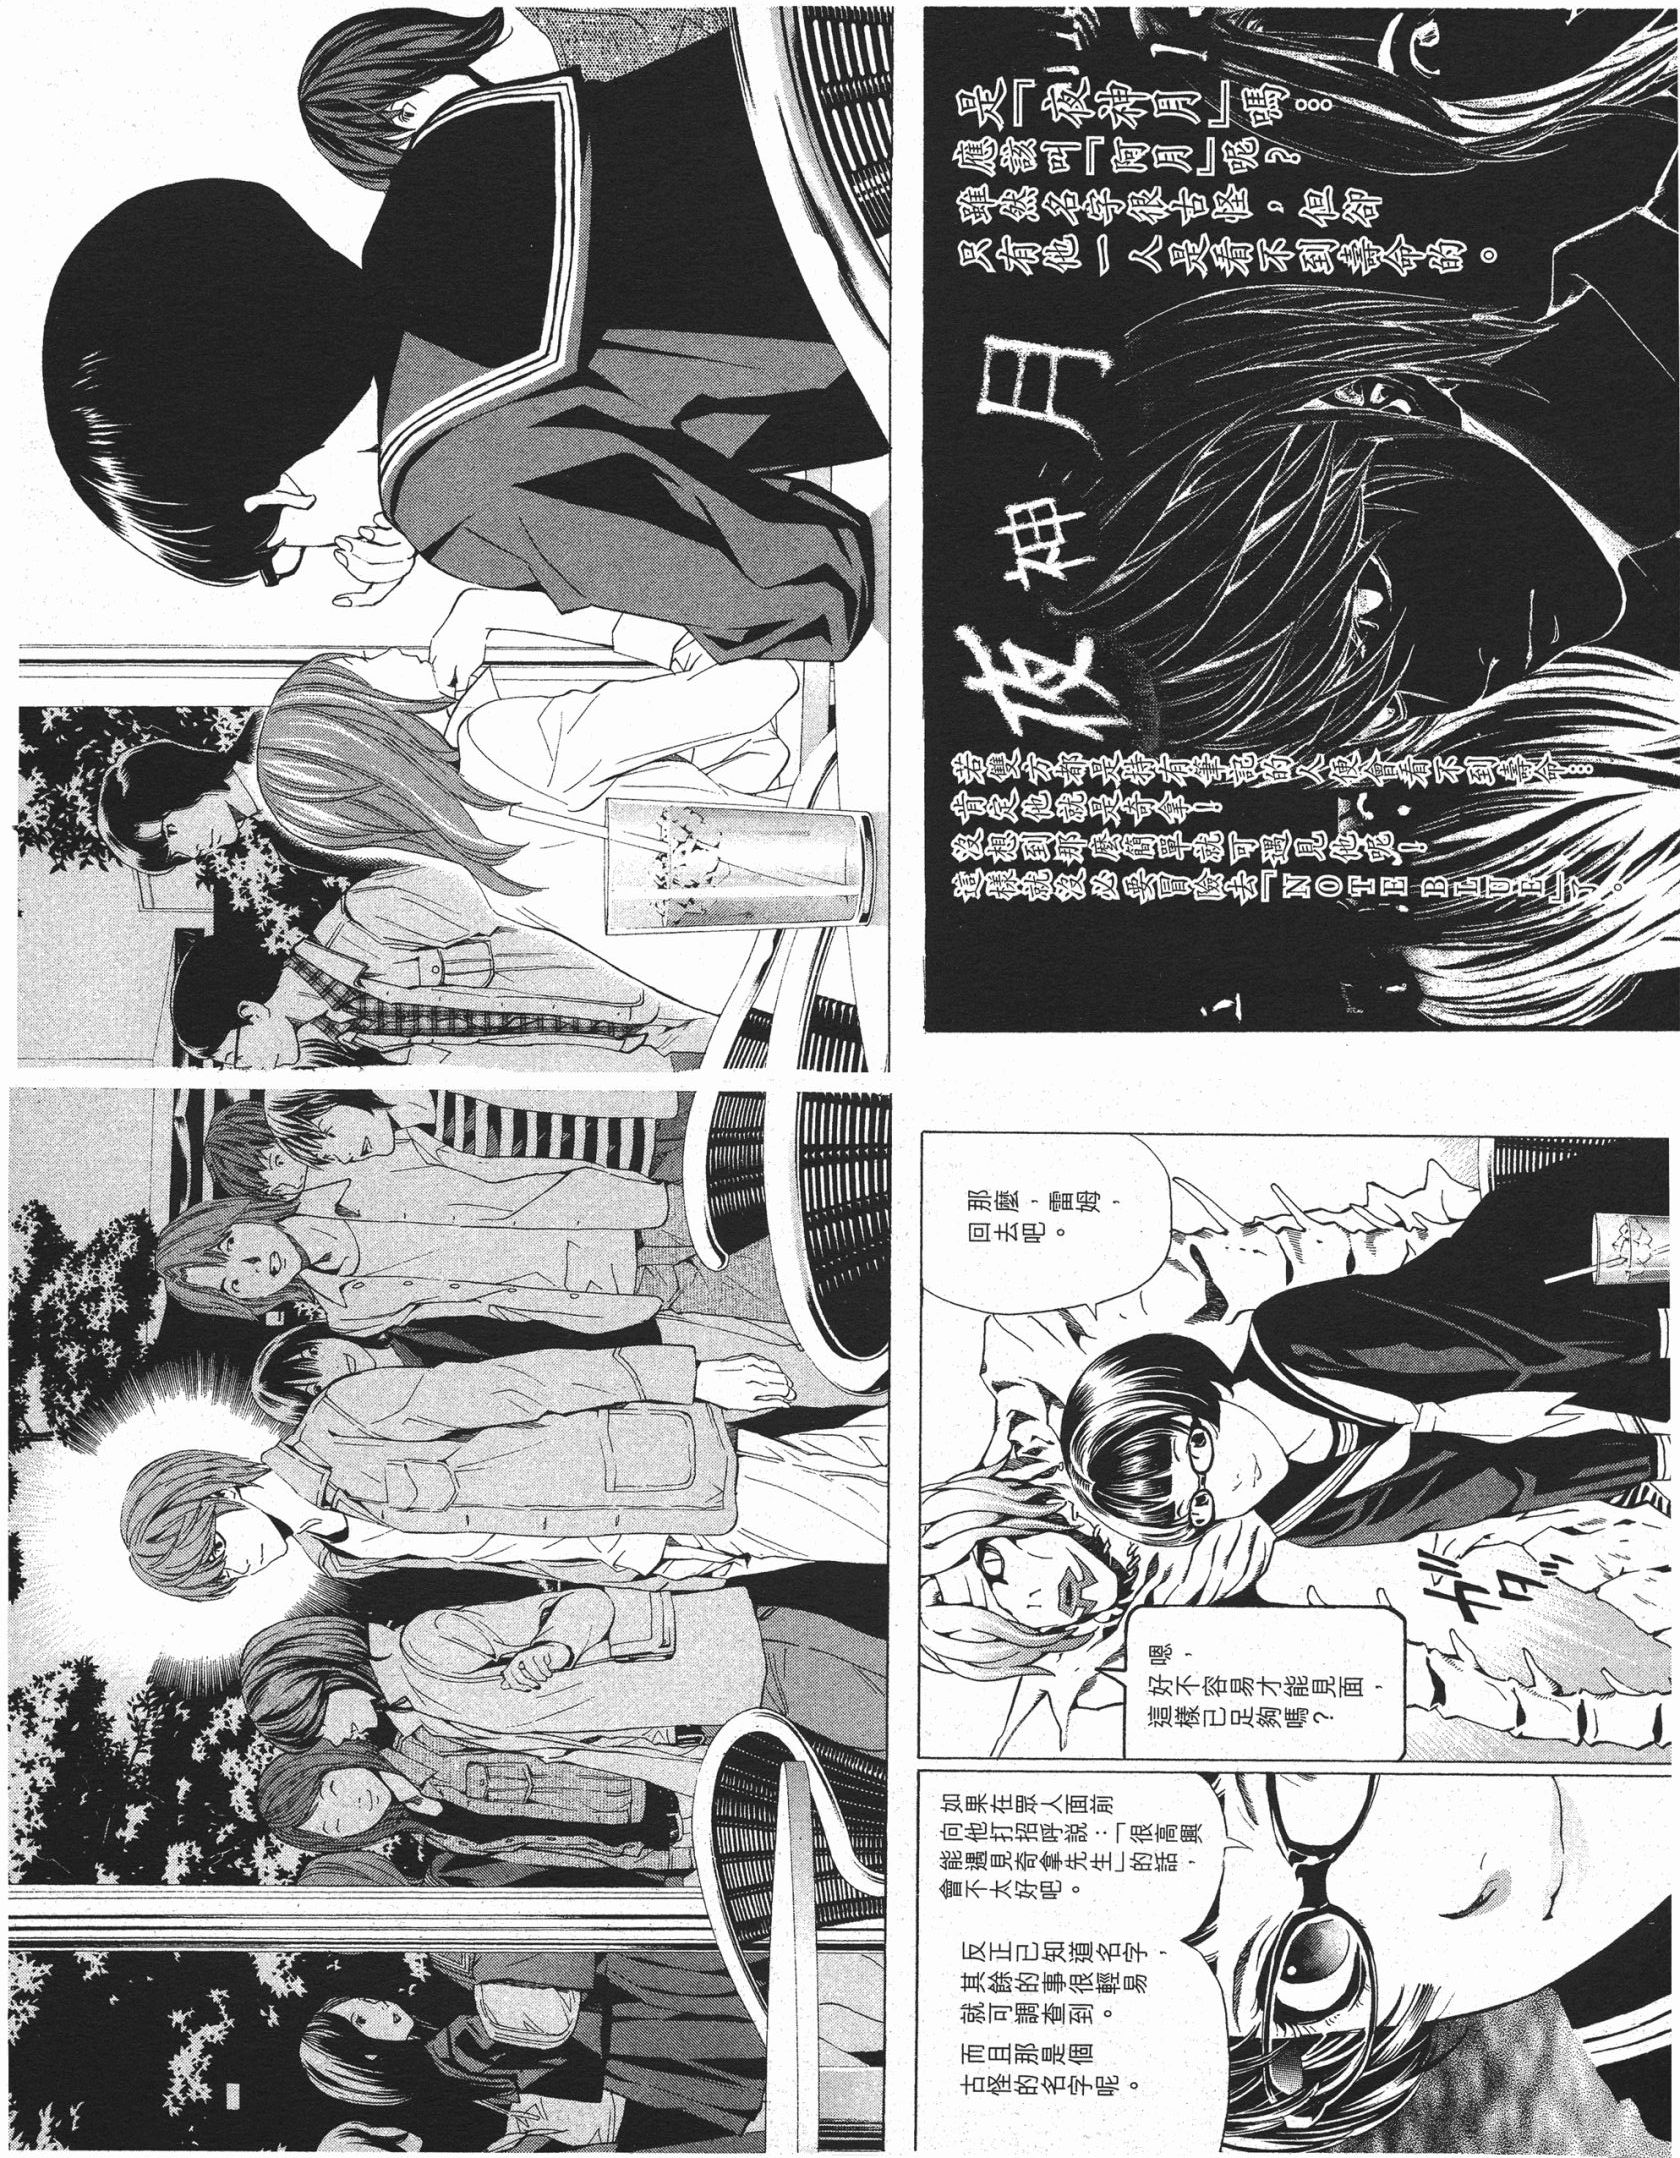 是『夜神月』嗎…
應該叫『阿月』呢？
雖然名字很古怪，但卻
只有他一人是看不到壽命的。
夜神月
若雙方都是持有筆記的人便會看不到壽命…
肯定他就是奇拿！
沒想到那麼簡單就可遇見他呢！
這樣就沒必要冒險去『NOTE BLUE』了。
那麼，雷姆，
回去吧。
嗯，
好不容易才能見面，
這樣已足夠嗎？
如果在眾人面前
向他打招呼説：「很高興
能遇見奇拿先生」的話，
會不太好吧。
反正已知道名字，
其餘的事很輕易
就可調查到。
而且那是個
古怪的名字呢。